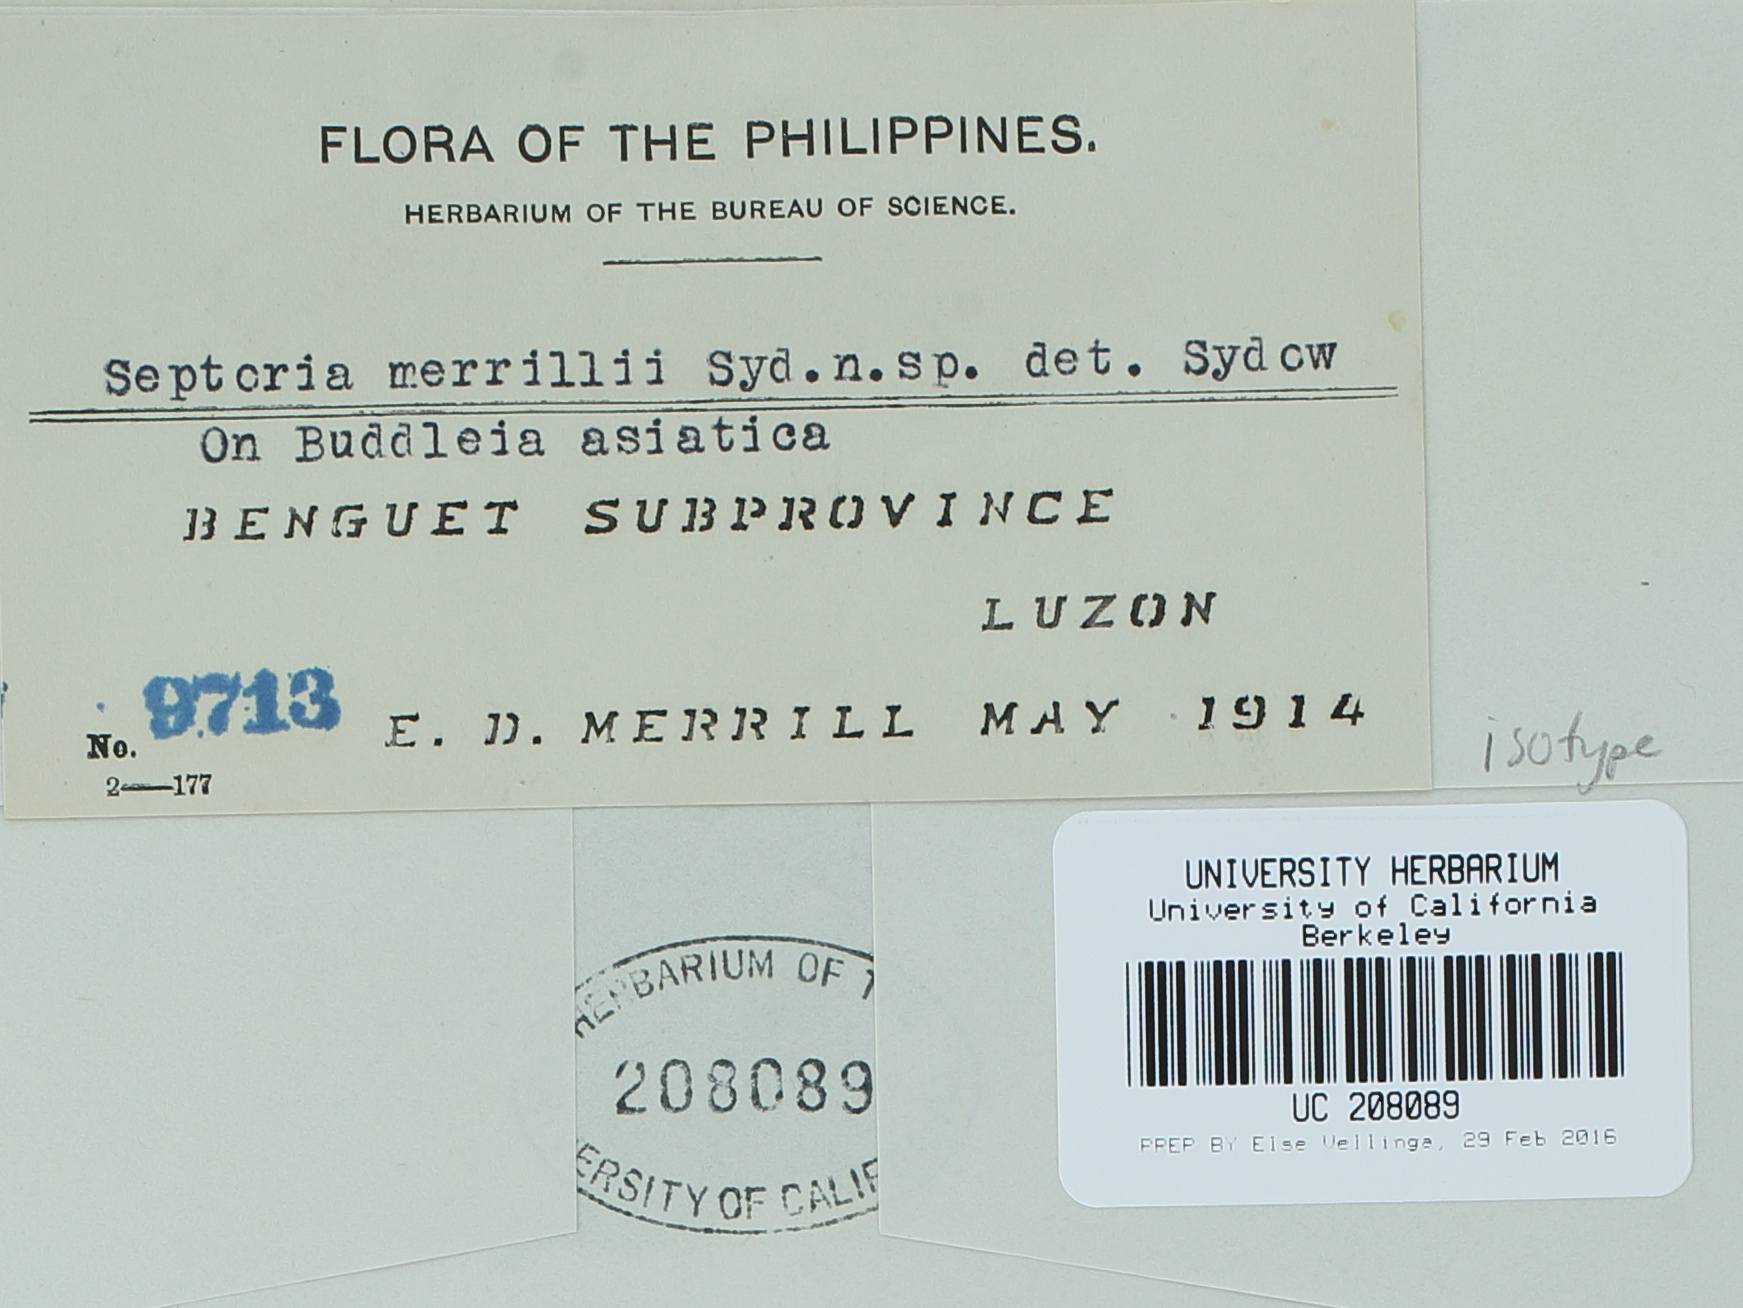 FLORA OF THE PHILIPPINES.
HERBARIUM OF THE BUREAU OF SCIENCE.
Septoria merrillii Syd.n.sp. det. Sydow
On Buddleia asiatica
BENGUET SUBPROVINCE
LUZON
No. 9713 E. D. MERRILL MAY 1914
2—177
isotype
UNIVERSITY HERBARIUM
University of California
Berkeley
UC 208089
PREP BY Else Vellinga, 29 Feb 2016
HERBARIUM OF T
208089
ERSITY OF CALIF